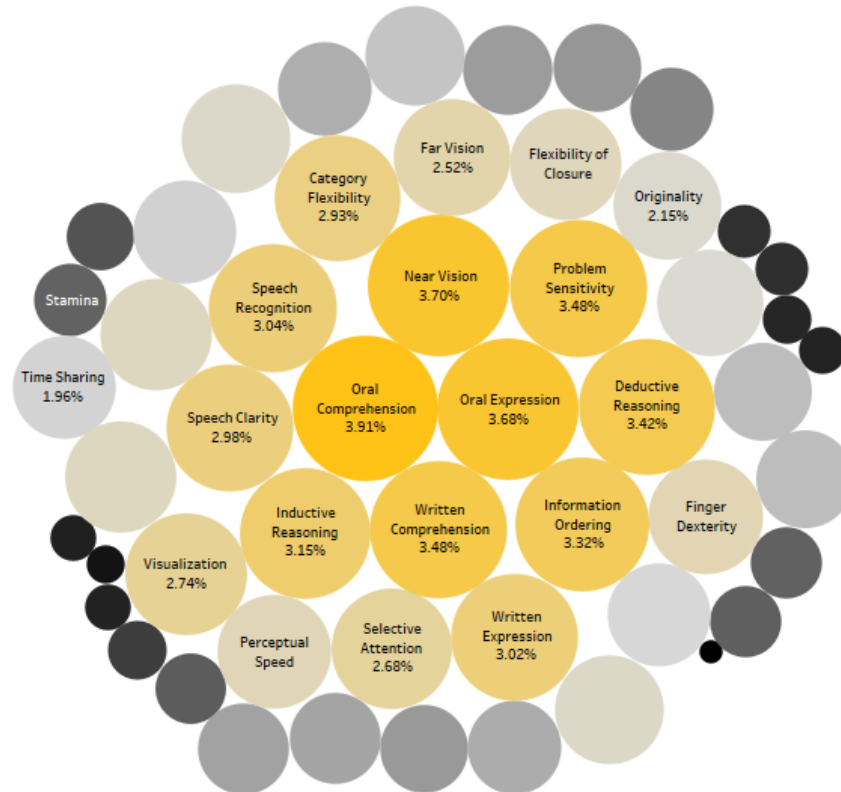 Far Vision
2.52%
Flexibility of
Closure
Category
Flexibility
2.93%
Originality
2.15%
Near Vision
3.70%
Problem
Sensitivity
3.48%
Speech
Recognition
3.04%
Stamina
Time Sharing
1.96%
Oral
Comprehension
3.91%
Oral Expression
3.68%
Deductive
Reasoning
3.42%
Speech Clarity
2.98%
Inductive
Reasoning
3.15%
Written
Comprehension
3.48%
Information
Ordering
3.32%
Finger
Dexterity
Visualization
2.74%
Perceptual
Speed
Selective
Attention
2.68%
Written
Expression
3.02%